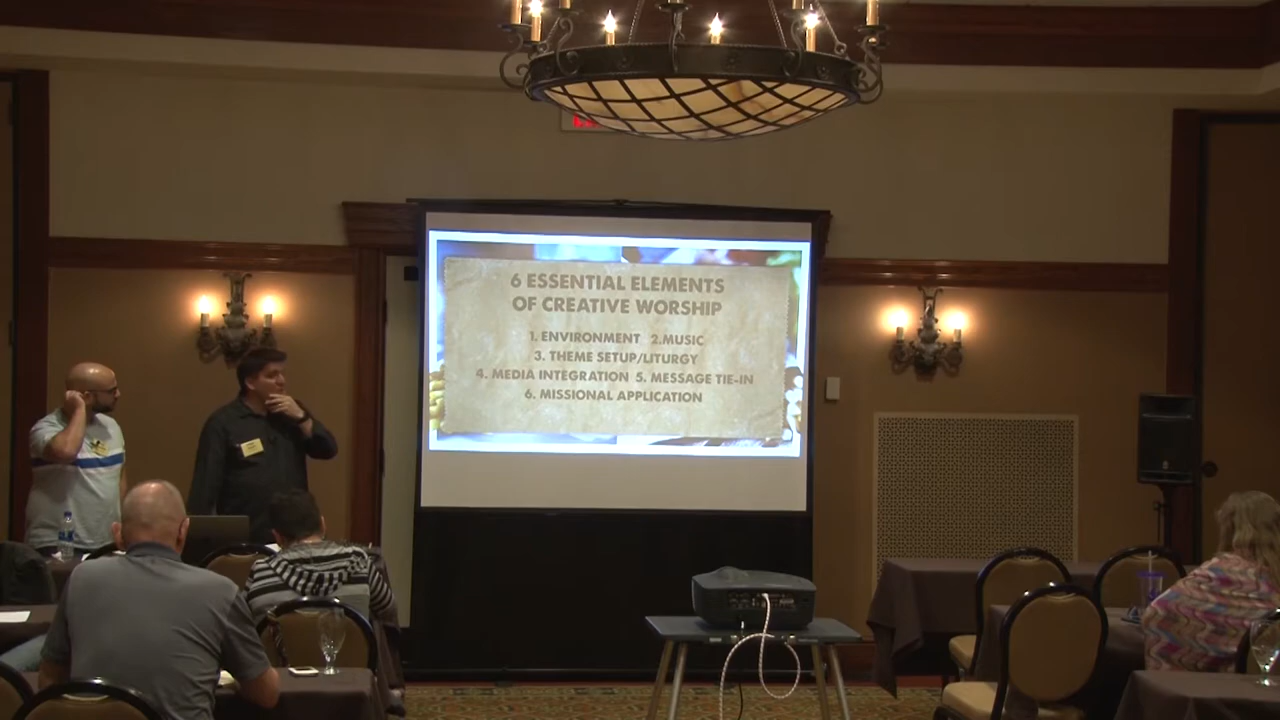 6 ESSENTIAL ELEMENTS
OF CREATIVE WORSHIP
1. ENVIRONMENT 2.MUSIC
3. THEME SETUP/LITURGY
4. MEDIA INTEGRATION 5. MESSAGE TIE-IN
6. MISSIONAL APPLICATION